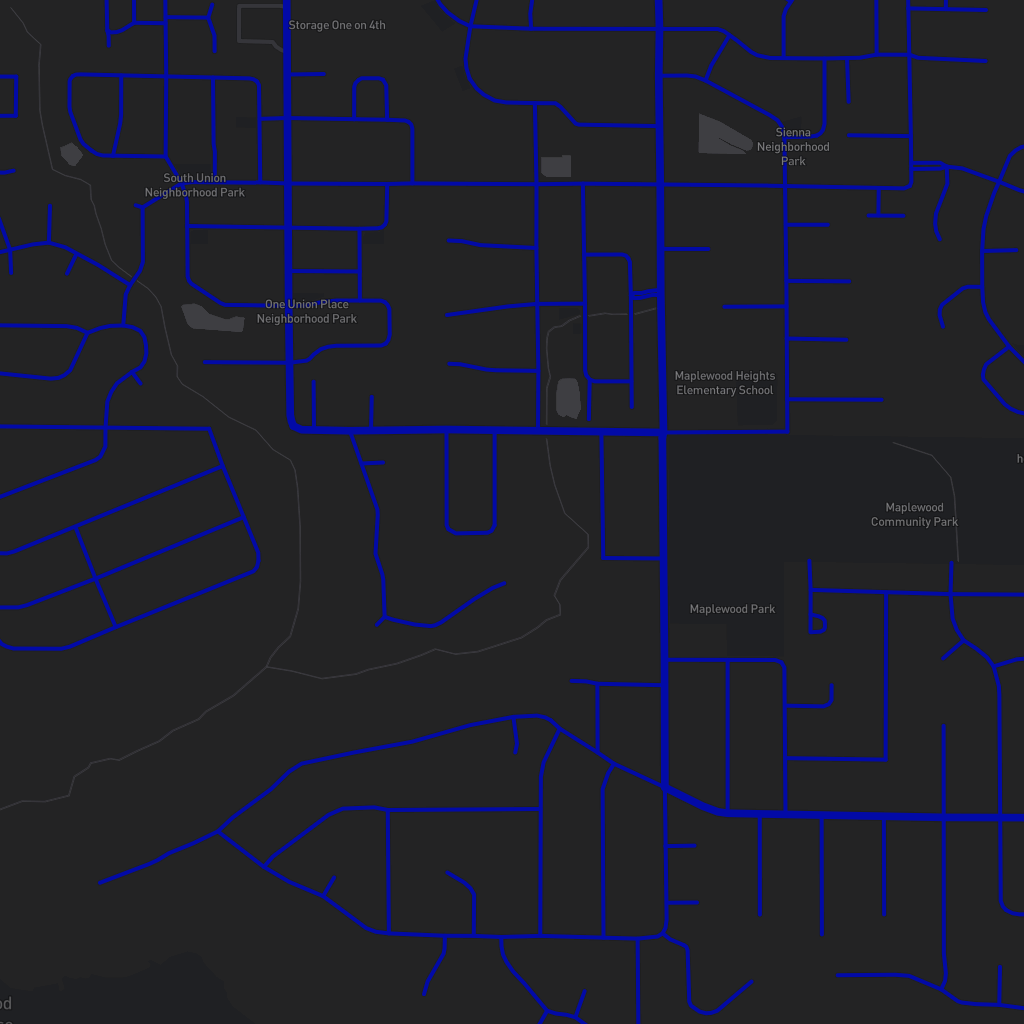 Storage One on 4th
Sienna
Neighborhood
Park
South Union
Neighborhood Park
One Union Place
Neighborhood Park
Maplewood Heights
Elementary School
Maplewood
Community Park
Maplewood Park